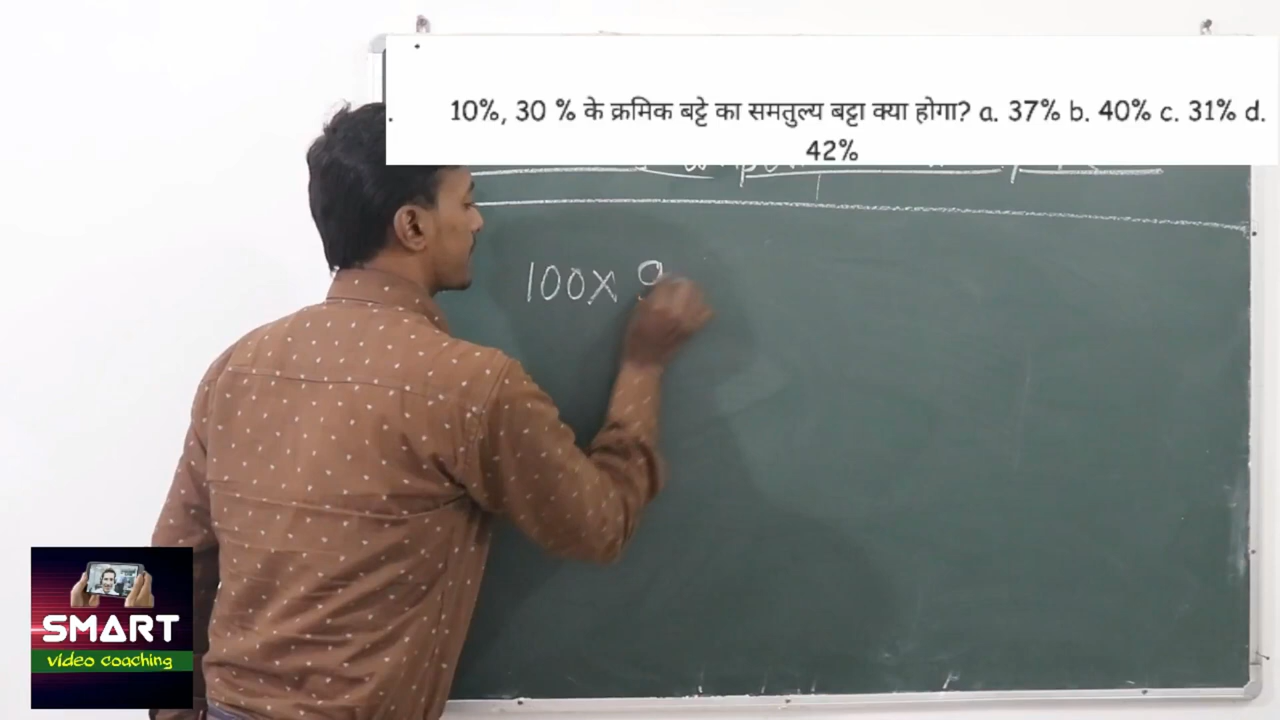 10%, 30 % के क्रमिक बट्टे का समतुल्य बट्टा क्या होगा? a. 37% b. 40% c. 31% d.
42%
100x 9
SMART
video coaching